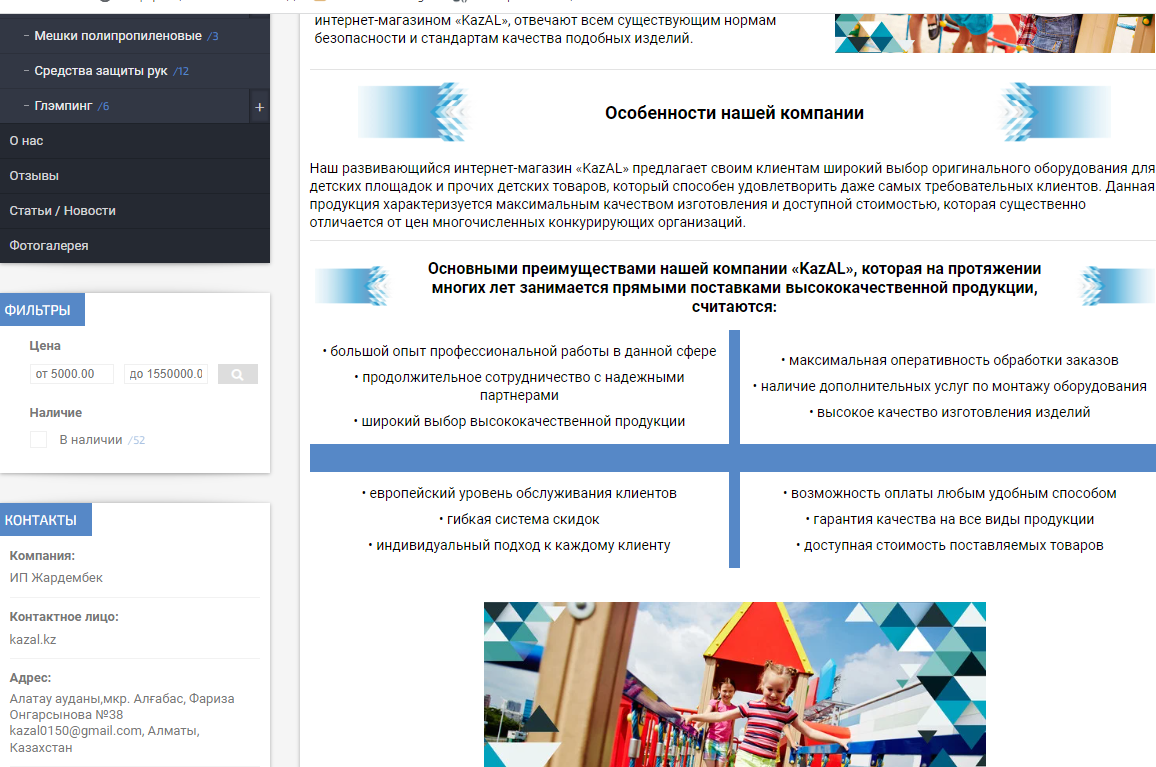 − Мешки полипропиленовые /3
− Средства защиты рук /12
− Глэмпинг /6 +
О нас
Отзывы
Статьи / Новости
Фотогалерея
ФИЛЬТРЫ
Цена
от 5000.00 до 1550000.0
Наличие
В наличии /52
КОНТАКТЫ
Компания:
ИП Жардембек
Контактное лицо:
kazal.kz
Адрес:
Алатау ауданы,мкр. Алғабас, Фариза
Онгарсынова №38
kazal0150@gmail.com, Алматы,
Казахстан
интернет-магазином «KazAL», отвечают всем существующим нормам
безопасности и стандартам качества подобных изделий.
Особенности нашей компании
Наш развивающийся интернет-магазин «KazAL» предлагает своим клиентам широкий выбор оригинального оборудования для
детских площадок и прочих детских товаров, который способен удовлетворить даже самых требовательных клиентов. Данная
продукция характеризуется максимальным качеством изготовления и доступной стоимостью, которая существенно
отличается от цен многочисленных конкурирующих организаций.
Основными преимуществами нашей компании «KazAL», которая на протяжении
многих лет занимается прямыми поставками высококачественной продукции,
считаются:
• большой опыт профессиональной работы в данной сфере
• продолжительное сотрудничество с надежными
партнерами
• широкий выбор высококачественной продукции
• максимальная оперативность обработки заказов
• наличие дополнительных услуг по монтажу оборудования
• высокое качество изготовления изделий
• европейский уровень обслуживания клиентов
• гибкая система скидок
• индивидуальный подход к каждому клиенту
• возможность оплаты любым удобным способом
• гарантия качества на все виды продукции
• доступная стоимость поставляемых товаров